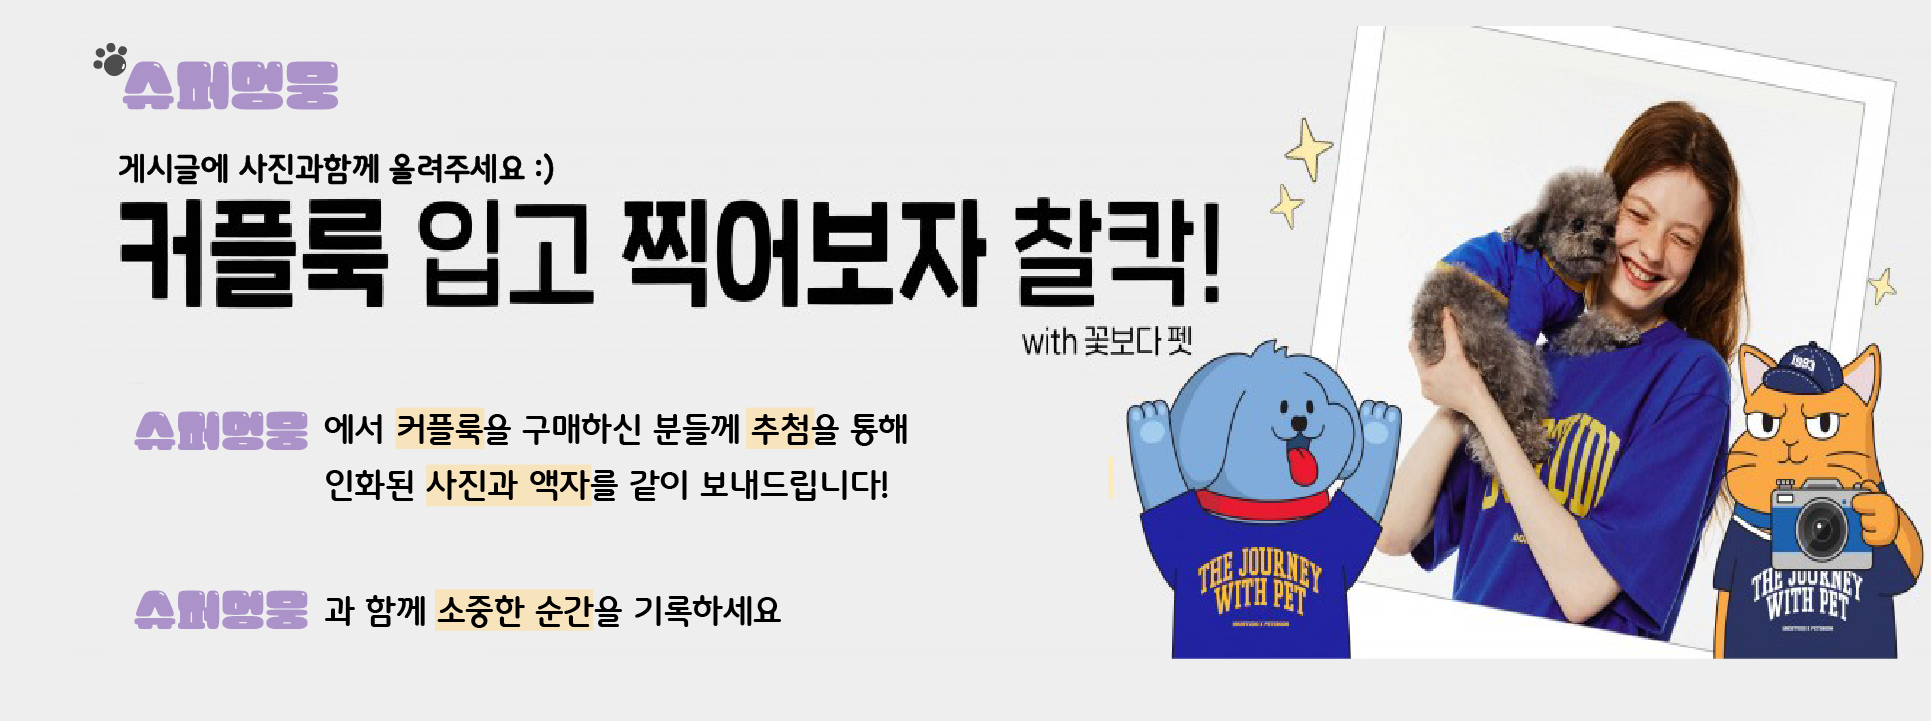 슈퍼멍뭉
게시글에 사진과함께 올려주세요 :)
커플룩 입고 찍어보자 찰칵!
with 꽃보다 펫
슈퍼멍뭉 에서 커플룩을 구매하신 분들께 추첨을 통해
인화된 사진과 액자를 같이 보내드립니다!
슈퍼멍뭉 과 함께 소중한 순간을 기록하세요
1993
THE JOURNEY
WITH PET
THE JOURNEY
WITH PET